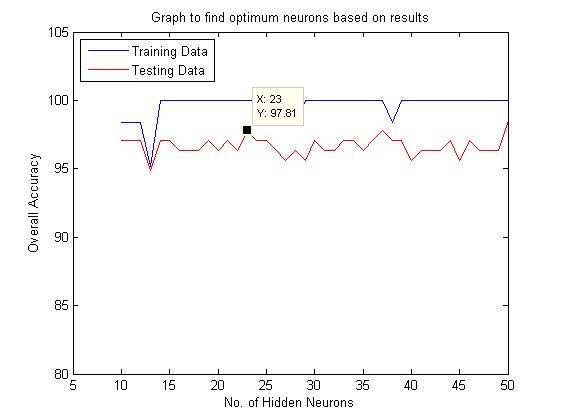 Graph to find optimum neurons based on results
105
Training Data
Testing Data
100
X: 23
Y: 97.81
95
Overall Accuracy
90
85
80
5 10 15 20 25 30 35 40 45 50
No. of Hidden Neurons